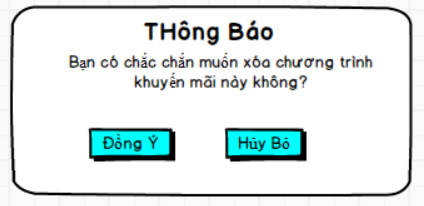 THông Báo
Bạn có chắc chắn muốn xóa chương trình
khuyến mãi này không?
Đồng Ý
Hủy Bỏ